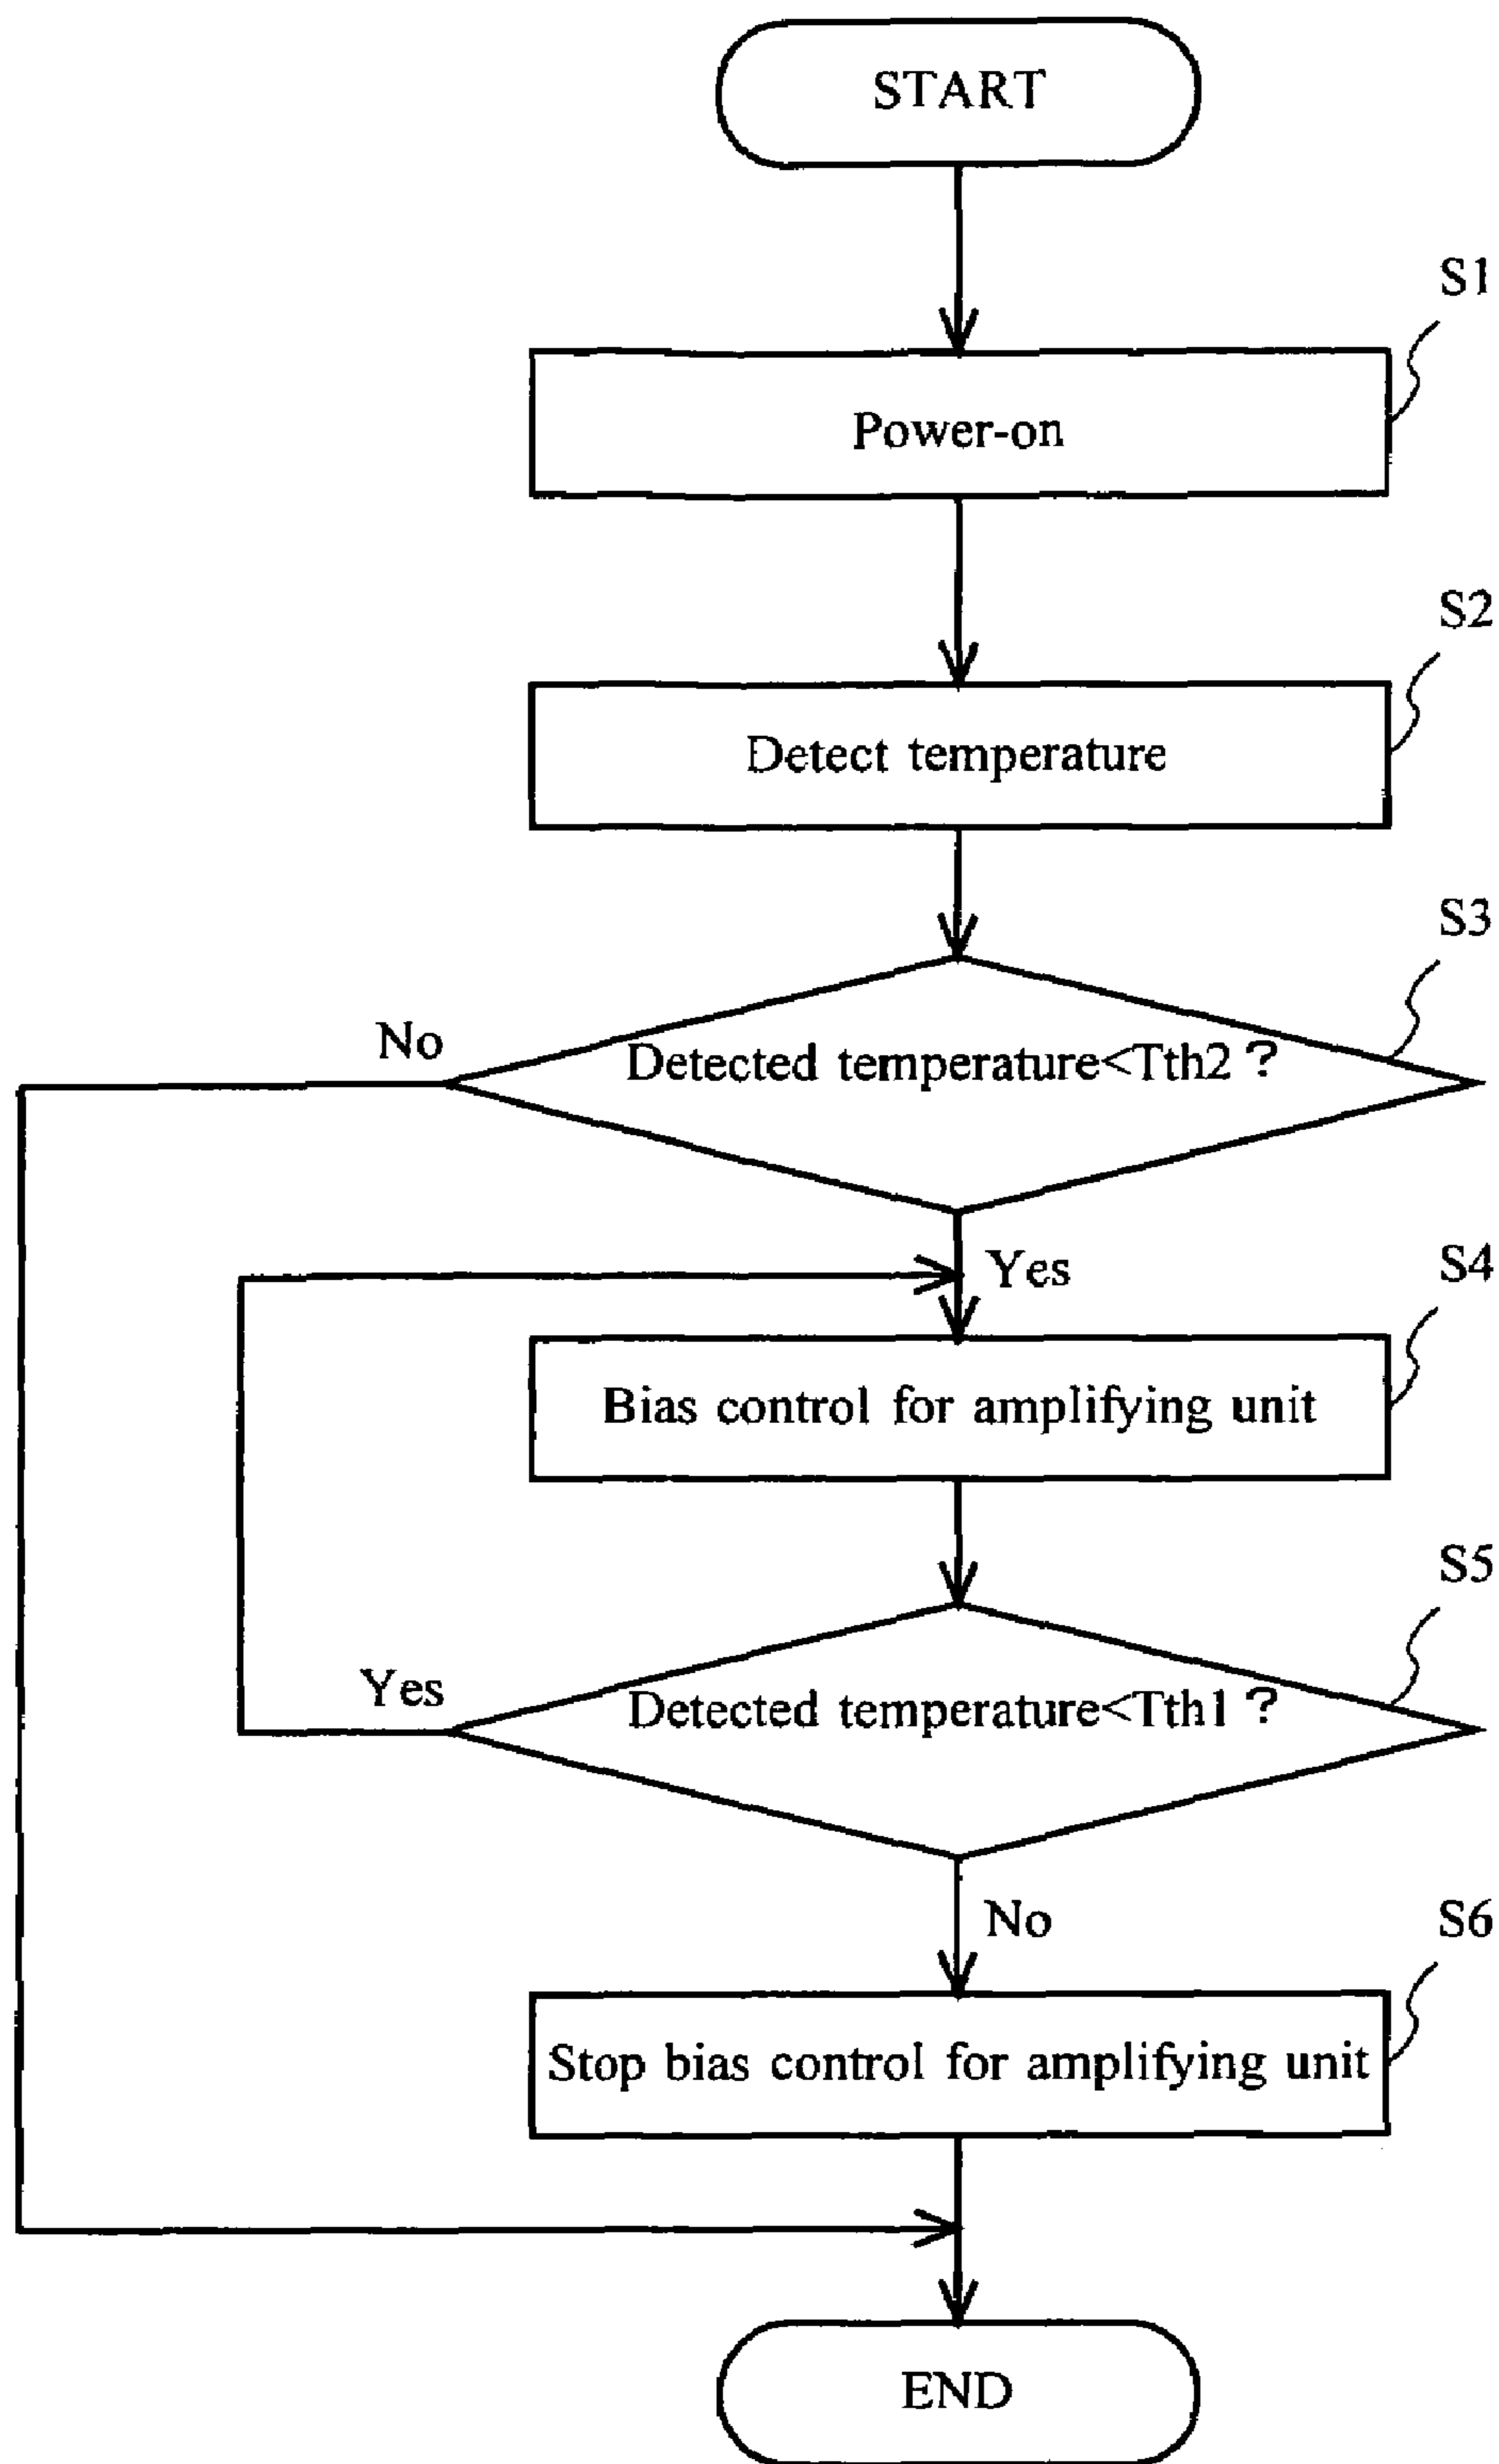 START
S1
Power-on
S2
Detect temperature
S3
No
Detected temperature<Tth2 ?
Yes
S4
Bias control for amplifying unit
S5
Yes
Detected temperature<Tth1 ?
No
S6
Stop bias control for amplifying unit
END